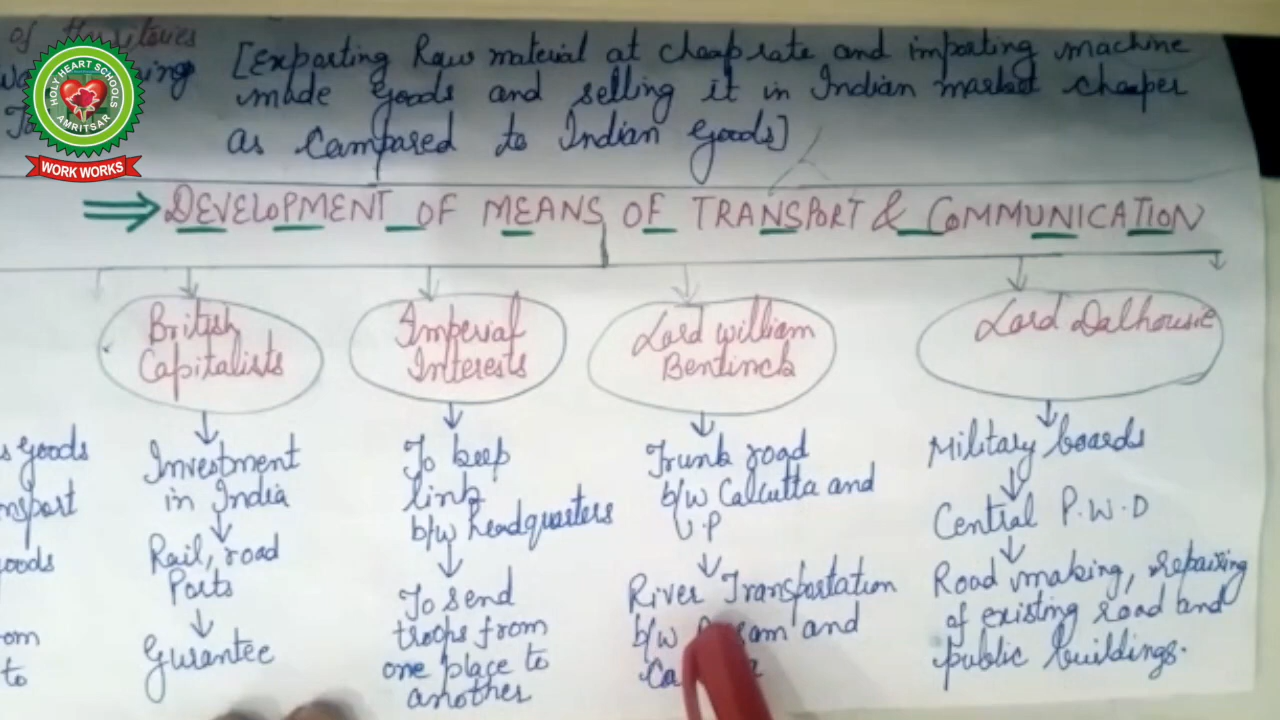 of
[Exporting Raw material at cheap rate and importing machine
made goods and selling it in Indian market cheaper
as Compared to Indian Goods]
HOLY HEART SCHOOLS
AMRITSAR
WORK WORKS
DEVELOPMENT OF MEANS OF TRANSPORT & COMMUNICATION
British
Capitalists
Investment
in India
Rail, road
Ports
Gurantee
Imperial
Interests
To keep
link
b/w headquarters
To send
troops from
one place to
another
Lord William
Bentinck
Trunk road
b/w Calcutta and
U.P
River Transportation
b/w and
Lord Dalhousie
Military boards
Central P.W.D
Road making, repairing
of existing road and
public buildings.
goods
to